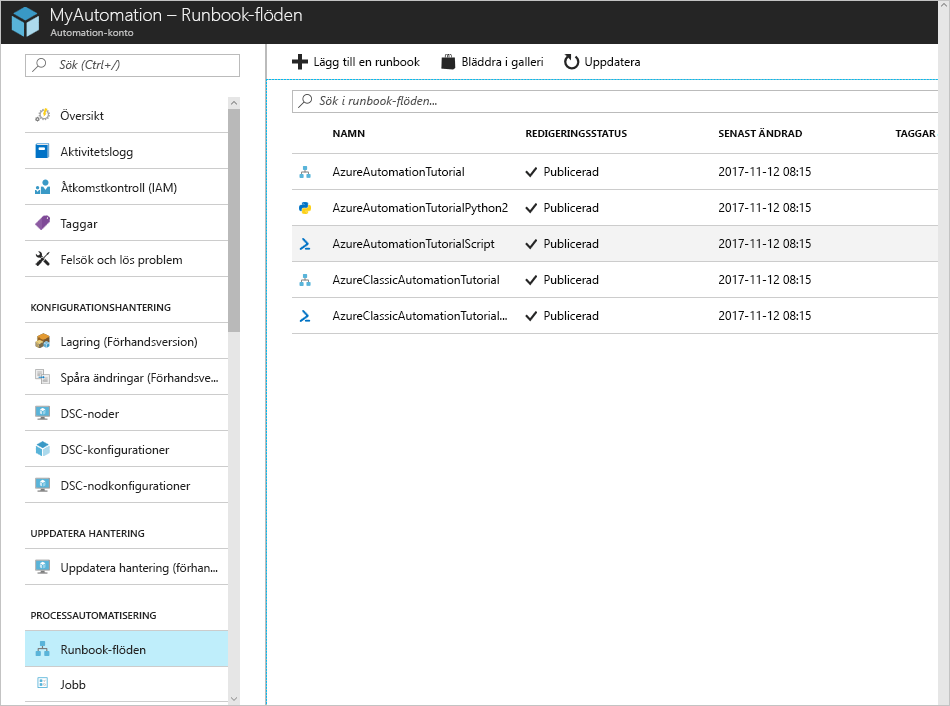 MyAutomation – Runbook-flöden
Automation-konto
Sök (Ctrl+/)
Översikt
Aktivitetslogg
Åtkomstkontroll (IAM)
Taggar
Felsök och lös problem
KONFIGURATIONSHANTERING
Lagring (Förhandsversion)
Spåra ändringar (Förhandsve...
DSC-noder
DSC-konfigurationer
DSC-nodkonfigurationer
UPPDATERA HANTERING
Uppdatera hantering (förhan...
PROCESSAUTOMATISERING
Runbook-flöden
Jobb
Lägg till en runbook Bläddra i galleri Uppdatera
Sök i runbook-flöden...
NAMN REDIGERINGSSTATUS SENAST ÄNDRAD TAGGAR
AzureAutomationTutorial Publicerad 2017-11-12 08:15
AzureAutomationTutorialPython2 Publicerad 2017-11-12 08:15
AzureAutomationTutorialScript Publicerad 2017-11-12 08:15
AzureClassicAutomationTutorial Publicerad 2017-11-12 08:15
AzureClassicAutomationTutorial... Publicerad 2017-11-12 08:15